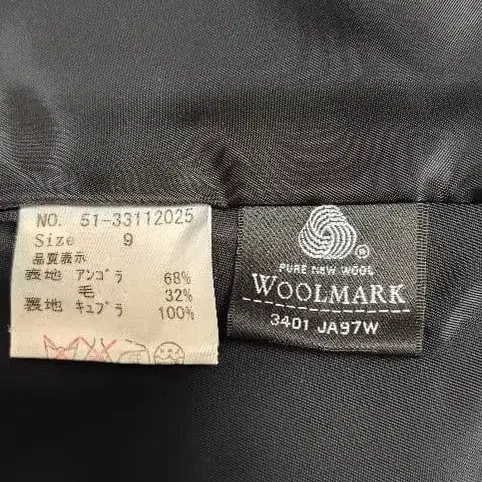 NO. 51-33112025
Size 9
品質表示
表地 アンゴラ 68%
毛 32%
裏地 キュプラ 100%
®
PURE NEW WOOL
WOOLMARK
3401 JA97W